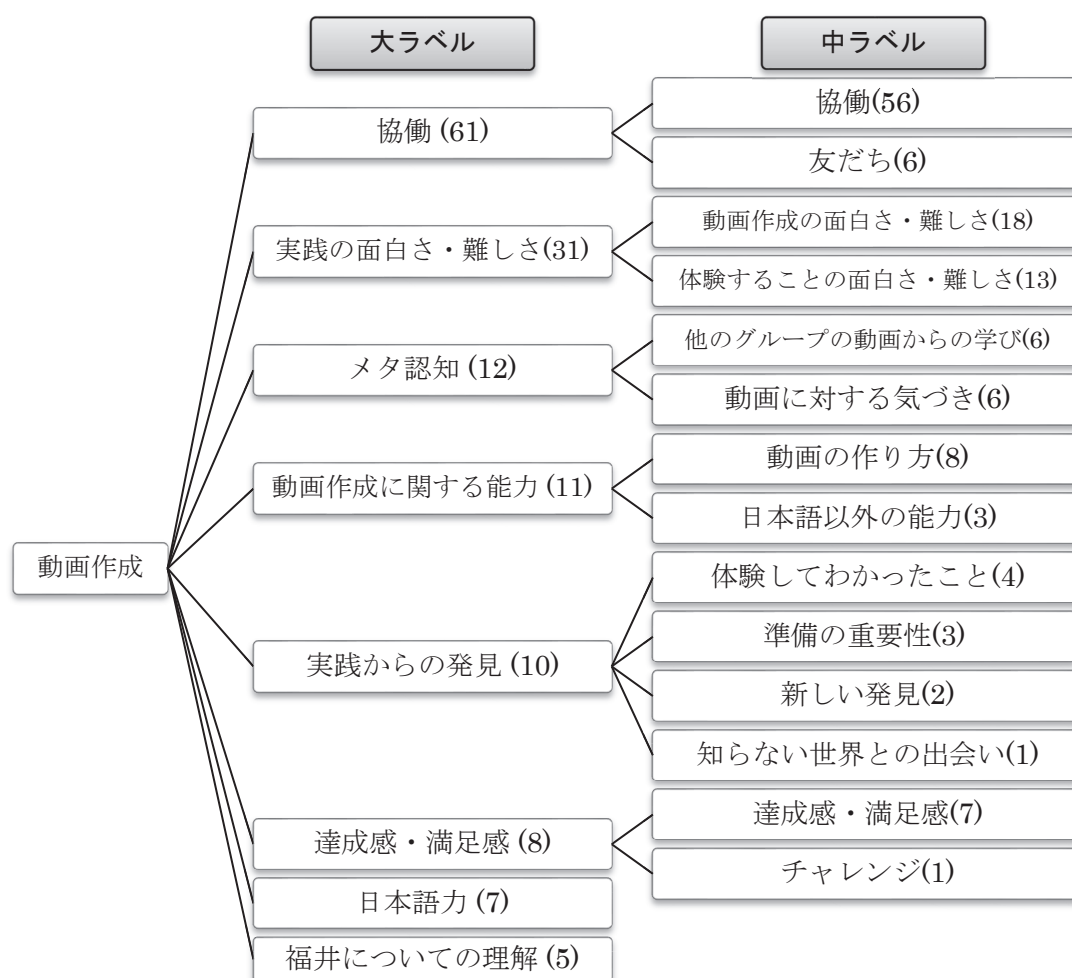 大ラベル
中ラベル
動画作成
協働 (61)
協働(56)
友だち(6)
実践の面白さ・難しさ(31)
動画作成の面白さ・難しさ(18)
体験することの面白さ・難しさ(13)
メタ認知 (12)
他のグループの動画からの学び(6)
動画に対する気づき(6)
動画作成に関する能力 (11)
動画の作り方(8)
日本語以外の能力(3)
実践からの発見 (10)
体験してわかったこと(4)
準備の重要性(3)
新しい発見(2)
知らない世界との出会い(1)
達成感・満足感 (8)
達成感・満足感(7)
チャレンジ(1)
日本語力 (7)
福井についての理解 (5)